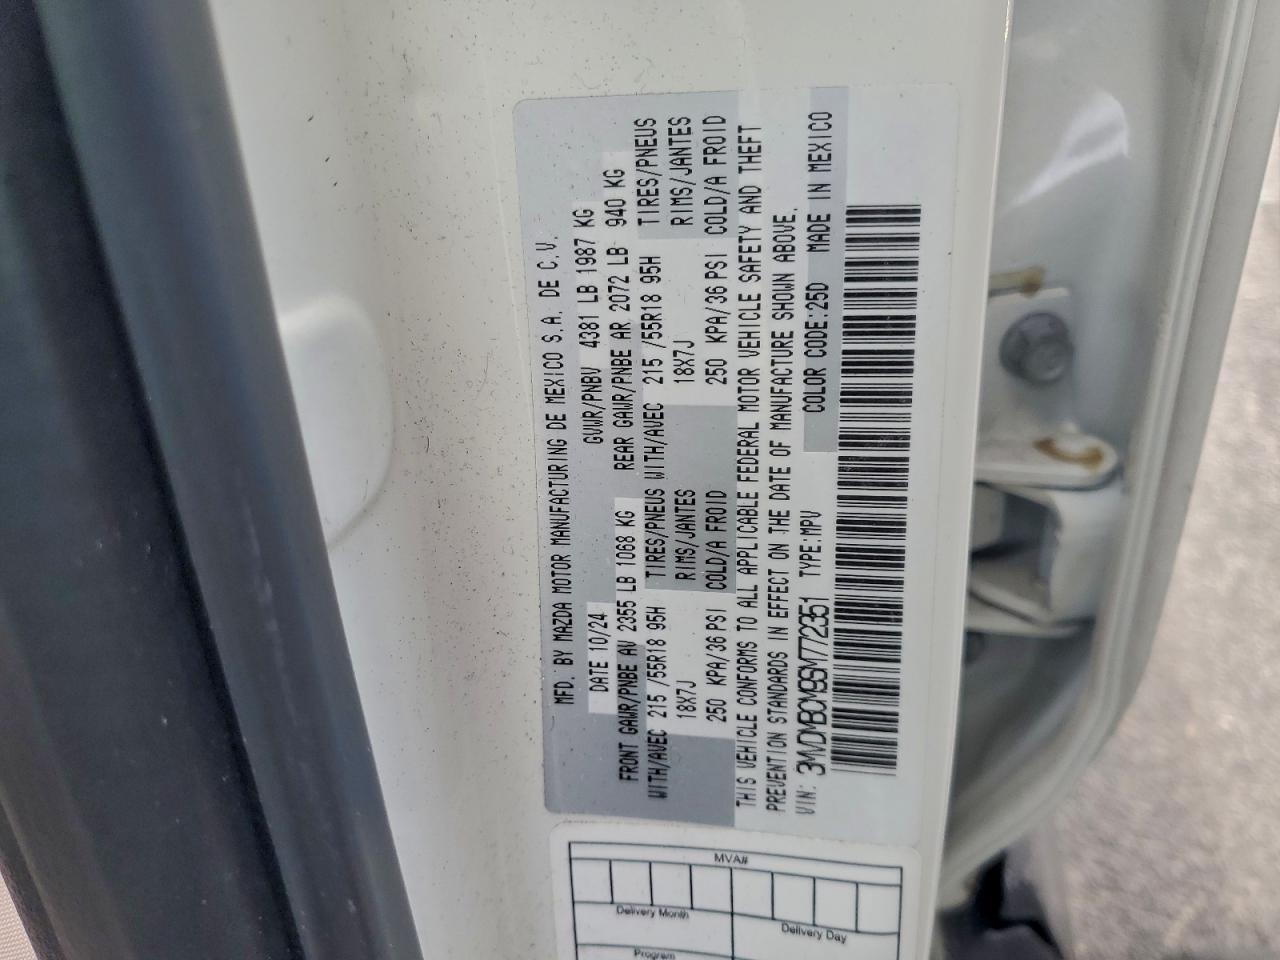 MFD. BY MAZDA MOTOR MANUFACTURING DE MEXICO S.A. DE C.V.
DATE 10/24 GVWR/PNBV 4381 LB 1987 KG
FRONT GAWR/PNBE AV 2355 LB 1068 KG REAR GAWR/PNBE AR 2072 LB 940 KG
WITH/AVEC 215 /55R18 95H TIRES/PNEUS WITH/AVEC 215 /55R18 95H TIRES/PNEUS
18X7J RIMS/JANTES 18X7J RIMS/JANTES
250 KPA/36 PSI COLD/A FROID 250 KPA/36 PSI COLD/A FROID
THIS VEHICLE CONFORMS TO ALL APPLICABLE FEDERAL MOTOR VEHICLE SAFETY AND THEFT
PREVENTION STANDARDS IN EFFECT ON THE DATE OF MANUFACTURE SHOWN ABOVE.
VIN: 3MVDMBCM9SM772351 TYPE:MPV COLOR CODE:25D MADE IN MEXICO
MVA#
Delivery Month Delivery Day
Program